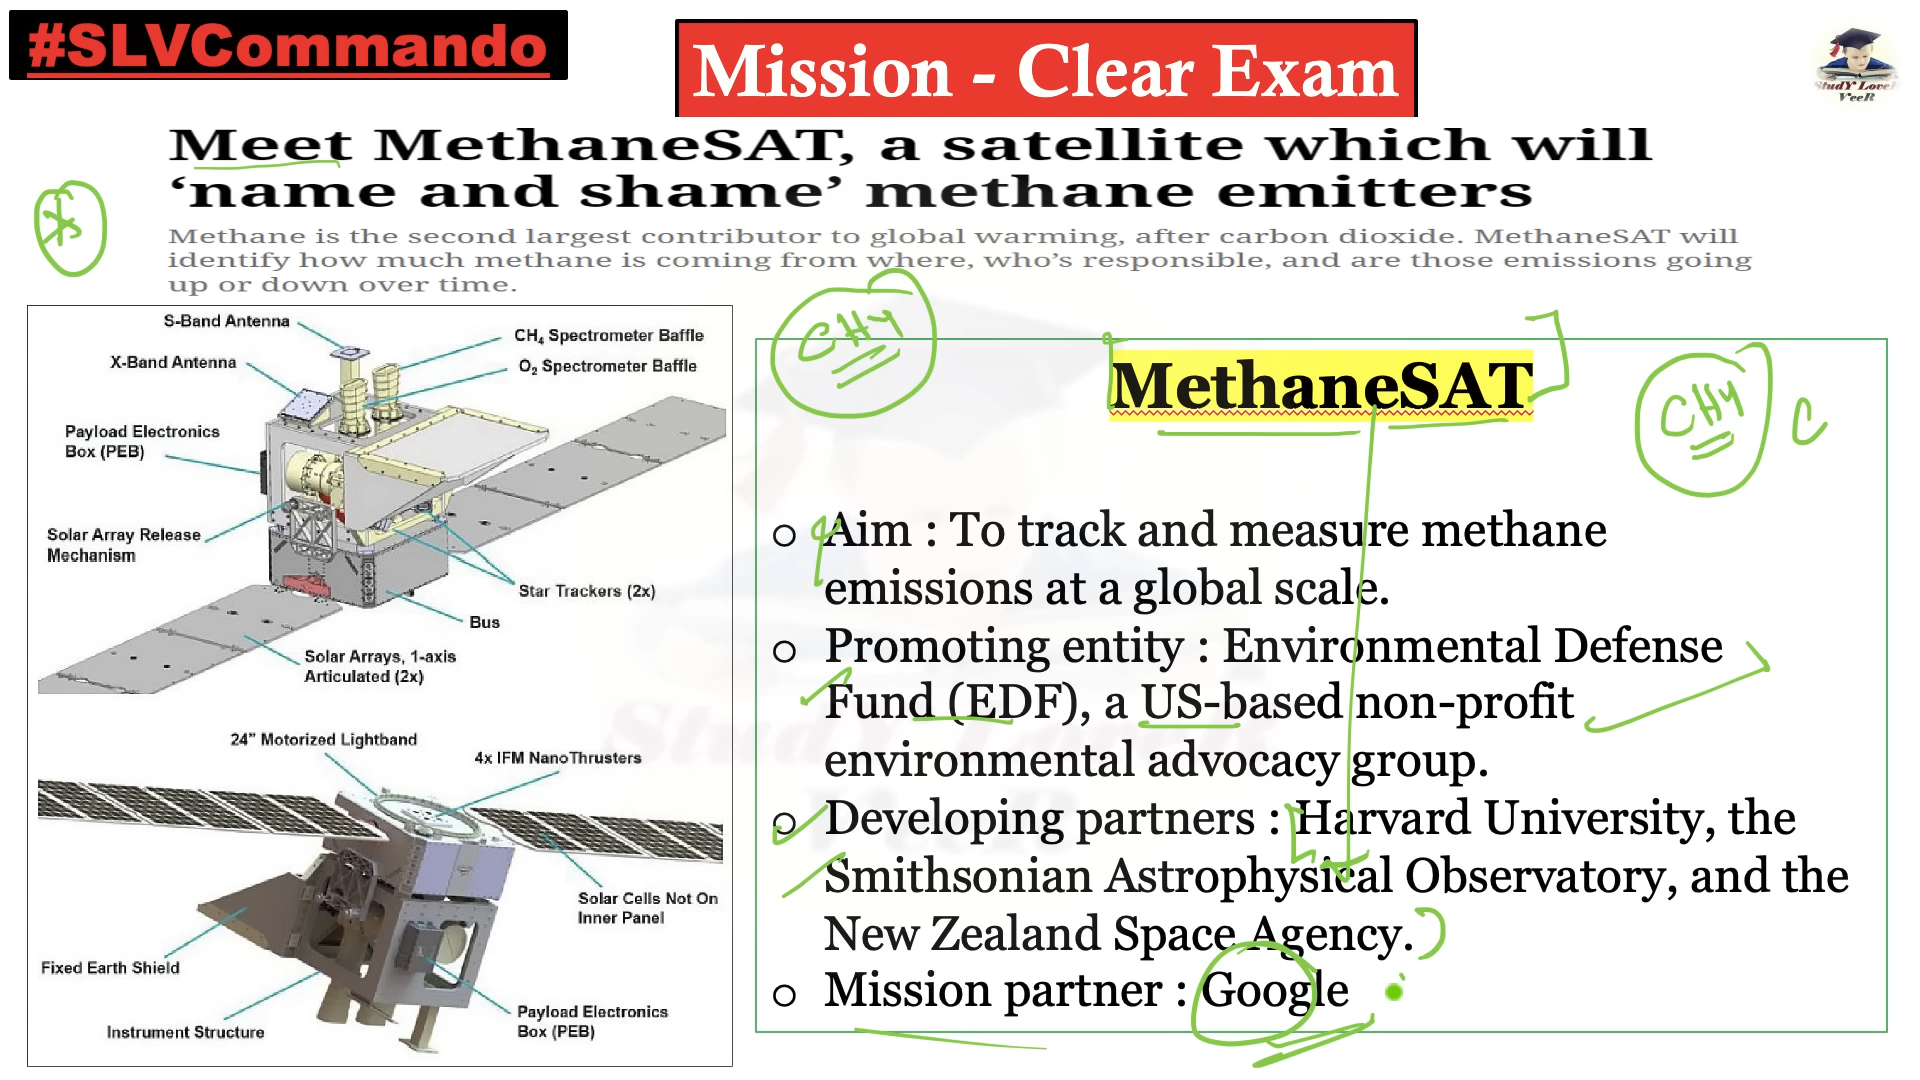 #SLVCommando
Mission - Clear Exam
StudY LoveR
VeeR
Meet MethaneSAT, a satellite which will
‘name and shame’ methane emitters
Methane is the second largest contributor to global warming, after carbon dioxide. MethaneSAT will
identify how much methane is coming from where, who’s responsible, and are those emissions going
up or down over time.
S-Band Antenna
CH₄ Spectrometer Baffle
X-Band Antenna
O₂ Spectrometer Baffle
Payload Electronics
Box (PEB)
Solar Array Release
Mechanism
Star Trackers (2x)
Bus
Solar Arrays, 1-axis
Articulated (2x)
24” Motorized Lightband
4x IFM NanoThrusters
Solar Cells Not On
Inner Panel
Fixed Earth Shield
Payload Electronics
Box (PEB)
Instrument Structure
CH4
MethaneSAT
CH4 C
o Aim : To track and measure methane
emissions at a global scale.
o Promoting entity : Environmental Defense
Fund (EDF), a US-based non-profit
environmental advocacy group.
o Developing partners : Harvard University, the
Smithsonian Astrophysical Observatory, and the
New Zealand Space Agency.
o Mission partner : Google
StudY LoveR
VeeR